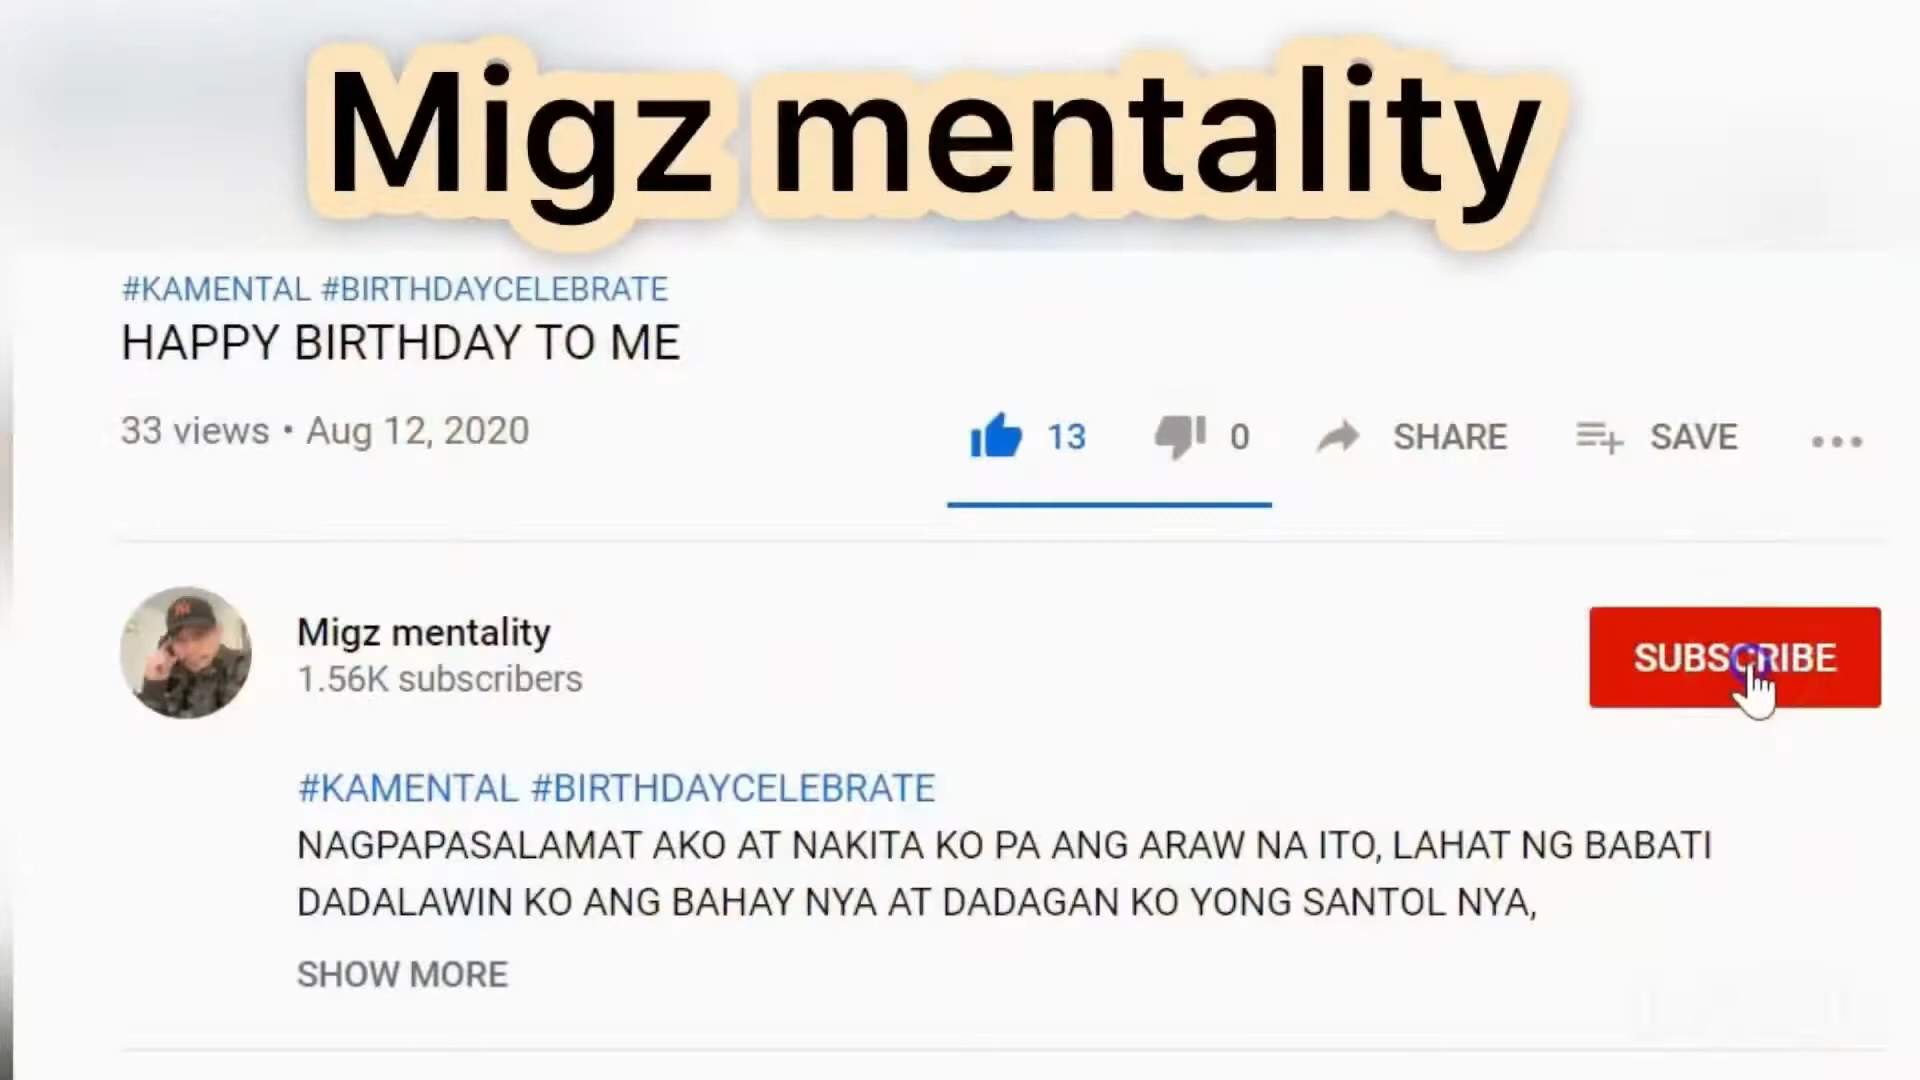 Migz mentality
#KAMENTAL #BIRTHDAYCELEBRATE
HAPPY BIRTHDAY TO ME
33 views • Aug 12, 2020
13 0 SHARE SAVE
Migz mentality
1.56K subscribers
SUBSCRIBE
#KAMENTAL #BIRTHDAYCELEBRATE
NAGPAPASALAMAT AKO AT NAKITA KO PA ANG ARAW NA ITO, LAHAT NG BABATI
DADALAWIN KO ANG BAHAY NYA AT DADAGAN KO YONG SANTOL NYA,
SHOW MORE